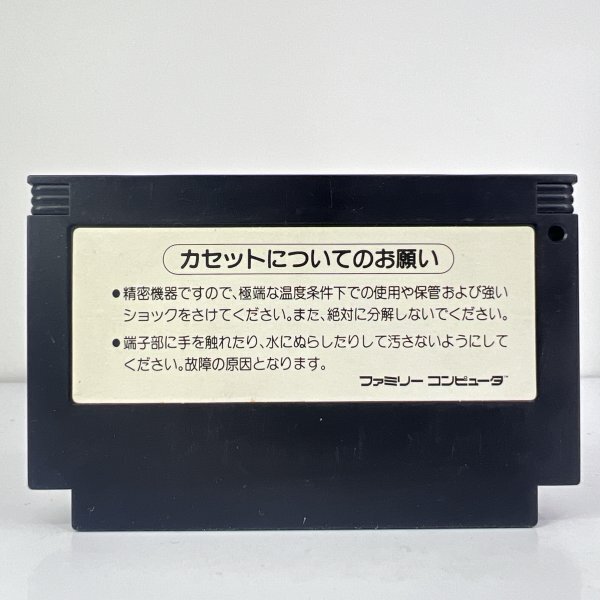 カセットについてのお願い
●精密機器ですので、極端な温度条件下での使用や保管および強い
ショックをさけてください。また、絶対に分解しないでください。
●端子部に手を触れたり、水にぬらしたりして汚さないようにして
ください。故障の原因となります。
ファミリー コンピュータ™